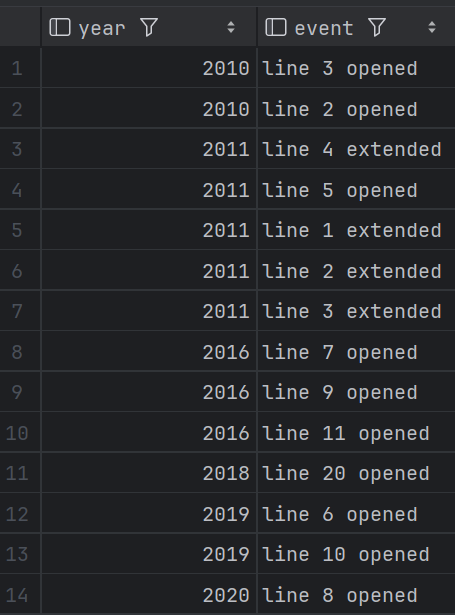 year event
1 2010 line 3 opened
2 2010 line 2 opened
3 2011 line 4 extended
4 2011 line 5 opened
5 2011 line 1 extended
6 2011 line 2 extended
7 2011 line 3 extended
8 2016 line 7 opened
9 2016 line 9 opened
10 2016 line 11 opened
11 2018 line 20 opened
12 2019 line 6 opened
13 2019 line 10 opened
14 2020 line 8 opened